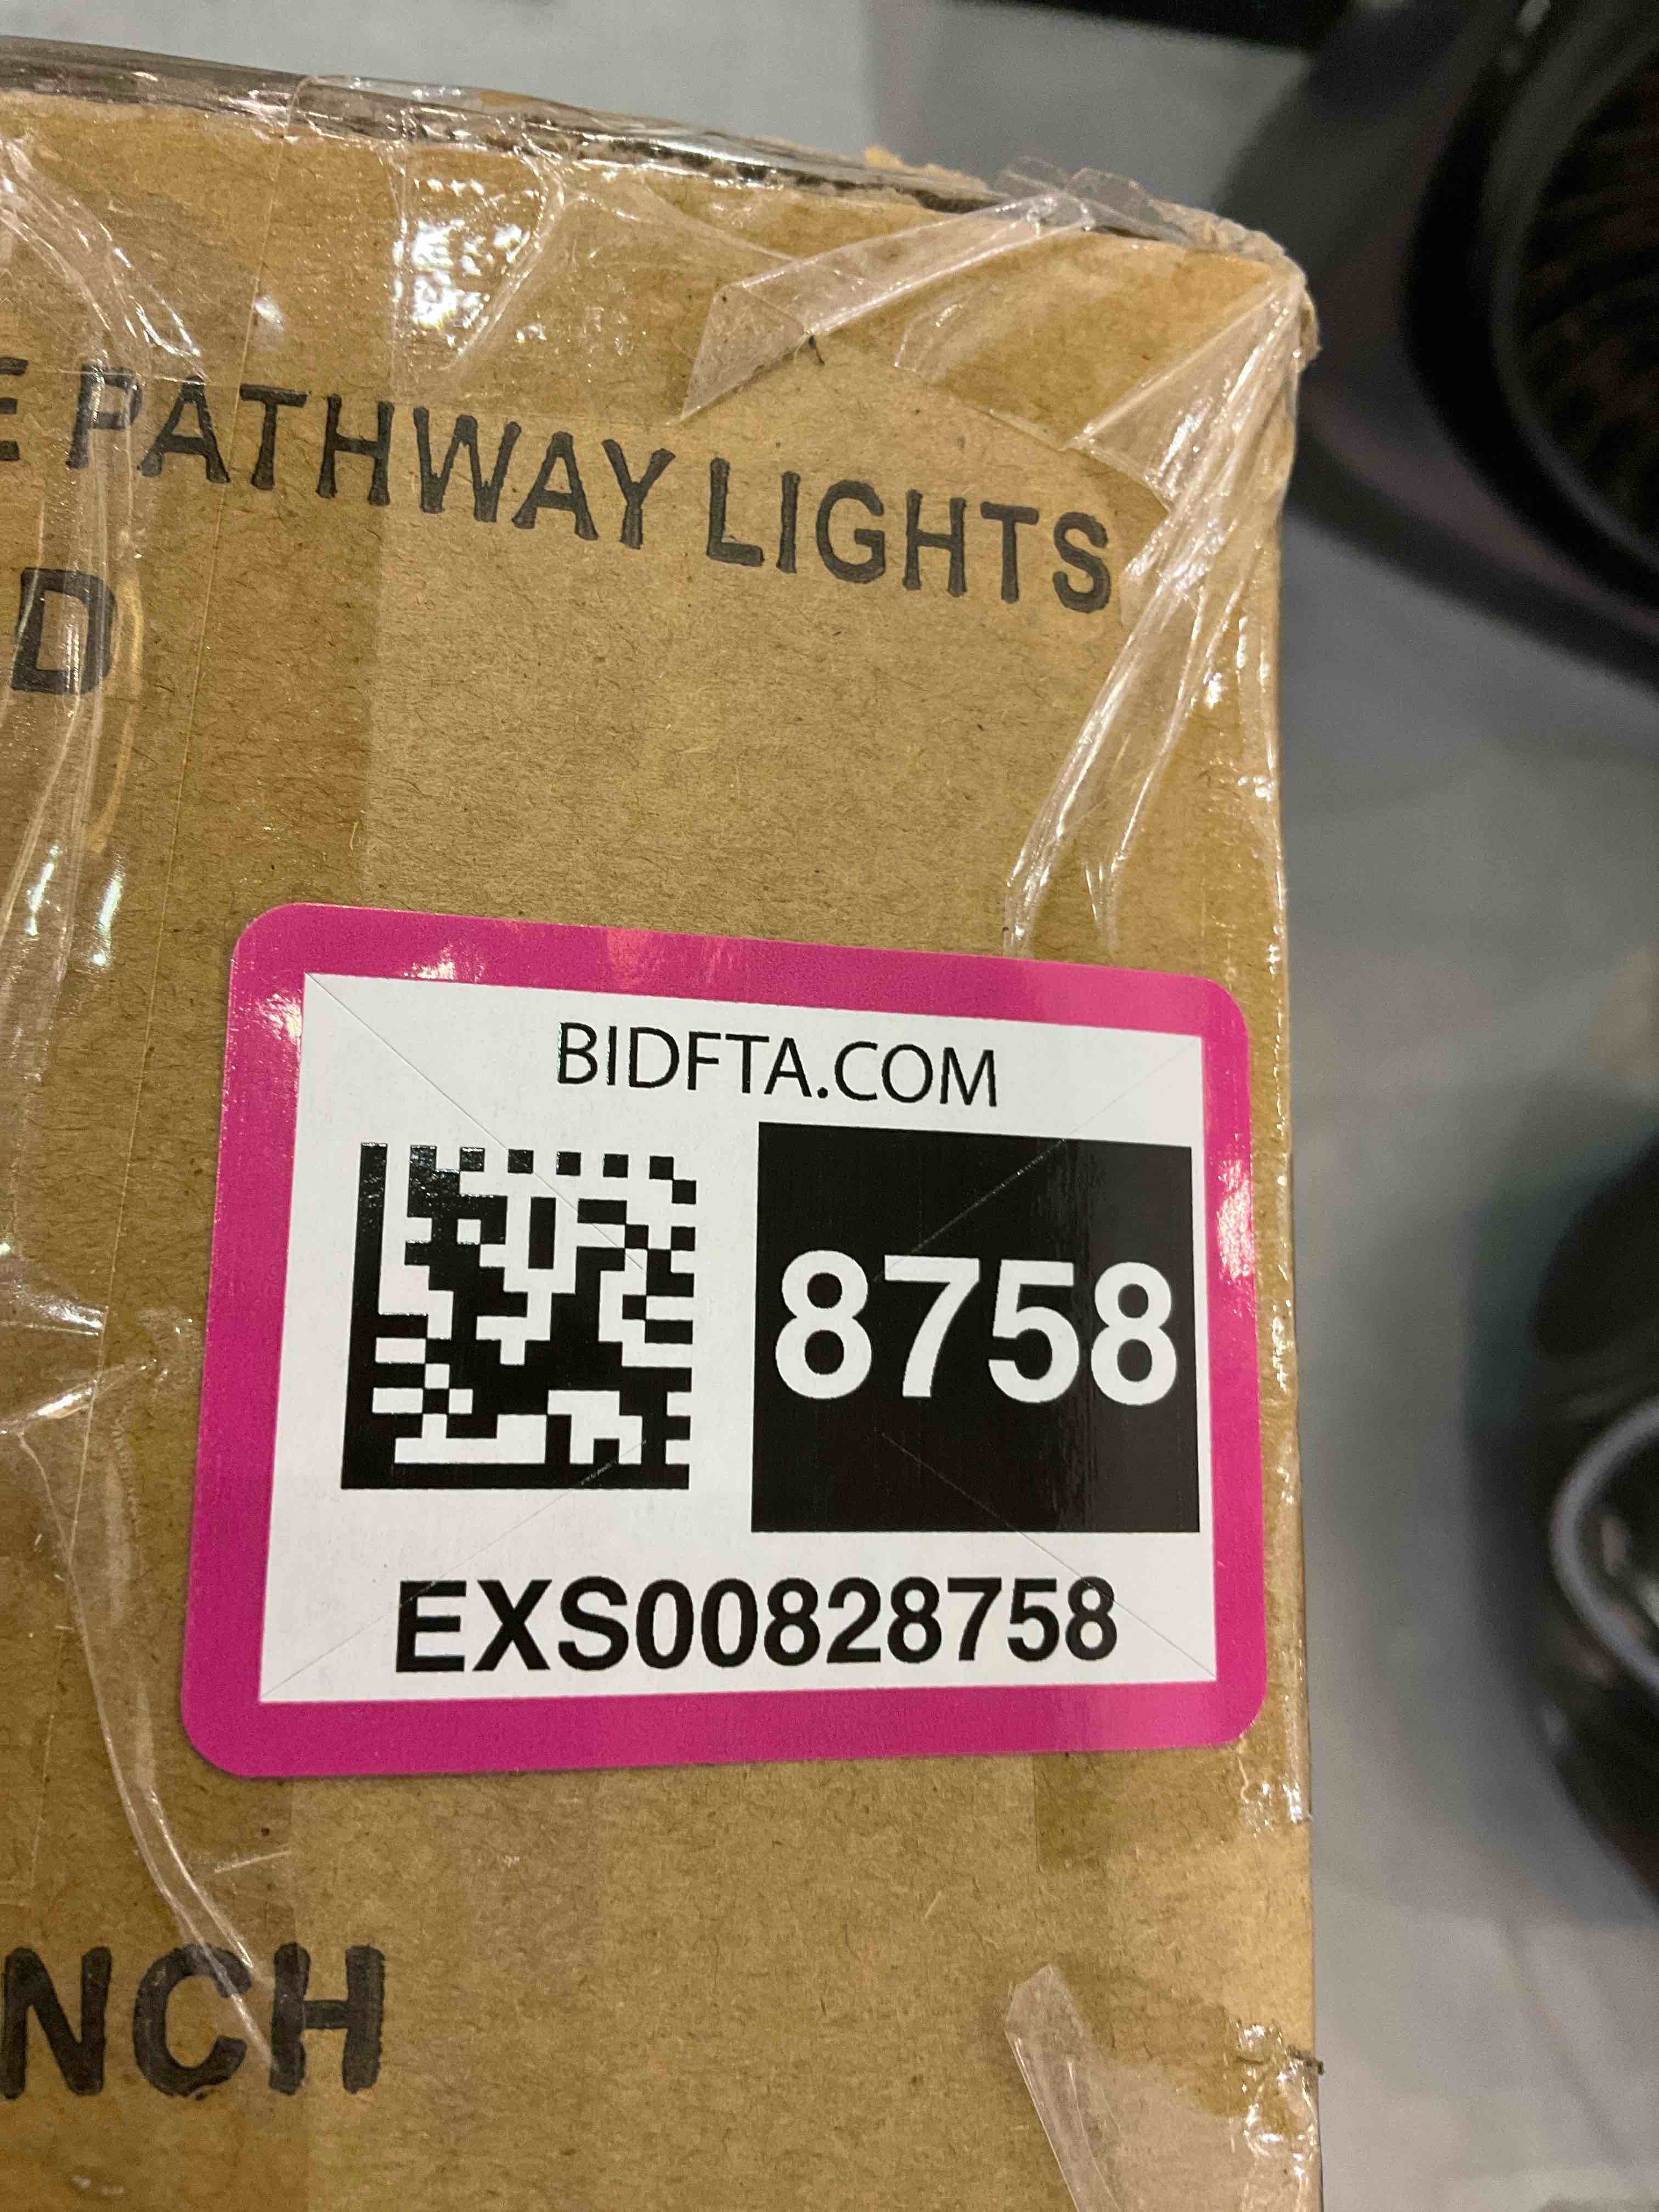 E PATHWAY LIGHTS
D
BIDFTA.COM
8758
EXS00828758
NCH